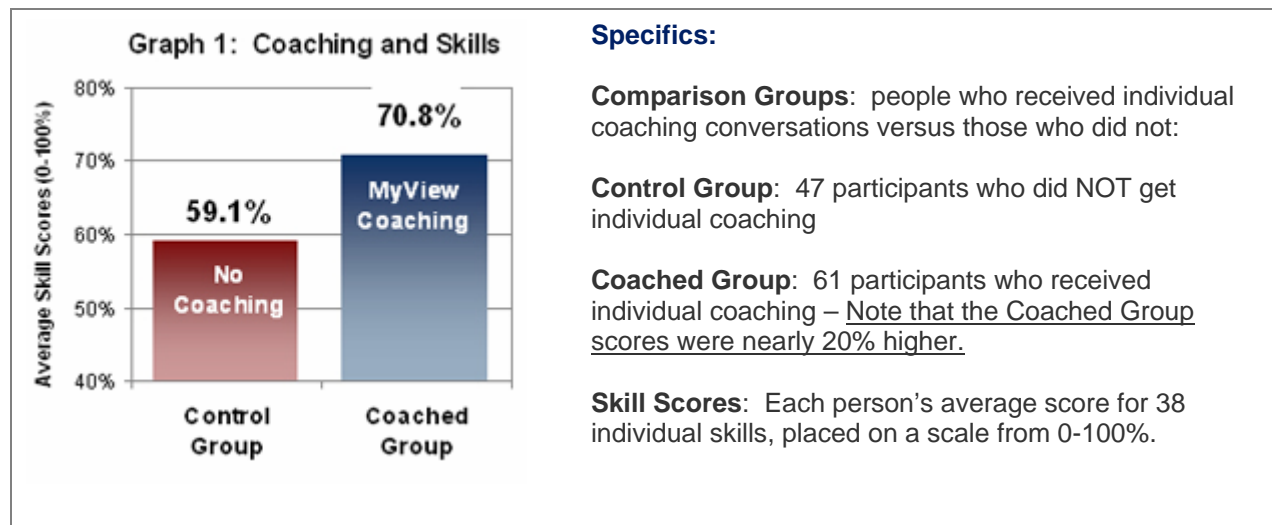 Graph 1: Coaching and Skills
Average Skill Scores (0-100%)
80%
70%
60%
50%
40%
59.1%
No
Coaching
70.8%
MyView
Coaching
Control
Group
Coached
Group
Specifics:
Comparison Groups: people who received individual
coaching conversations versus those who did not:
Control Group: 47 participants who did NOT get
individual coaching
Coached Group: 61 participants who received
individual coaching – Note that the Coached Group
scores were nearly 20% higher.
Skill Scores: Each person's average score for 38
individual skills, placed on a scale from 0-100%.